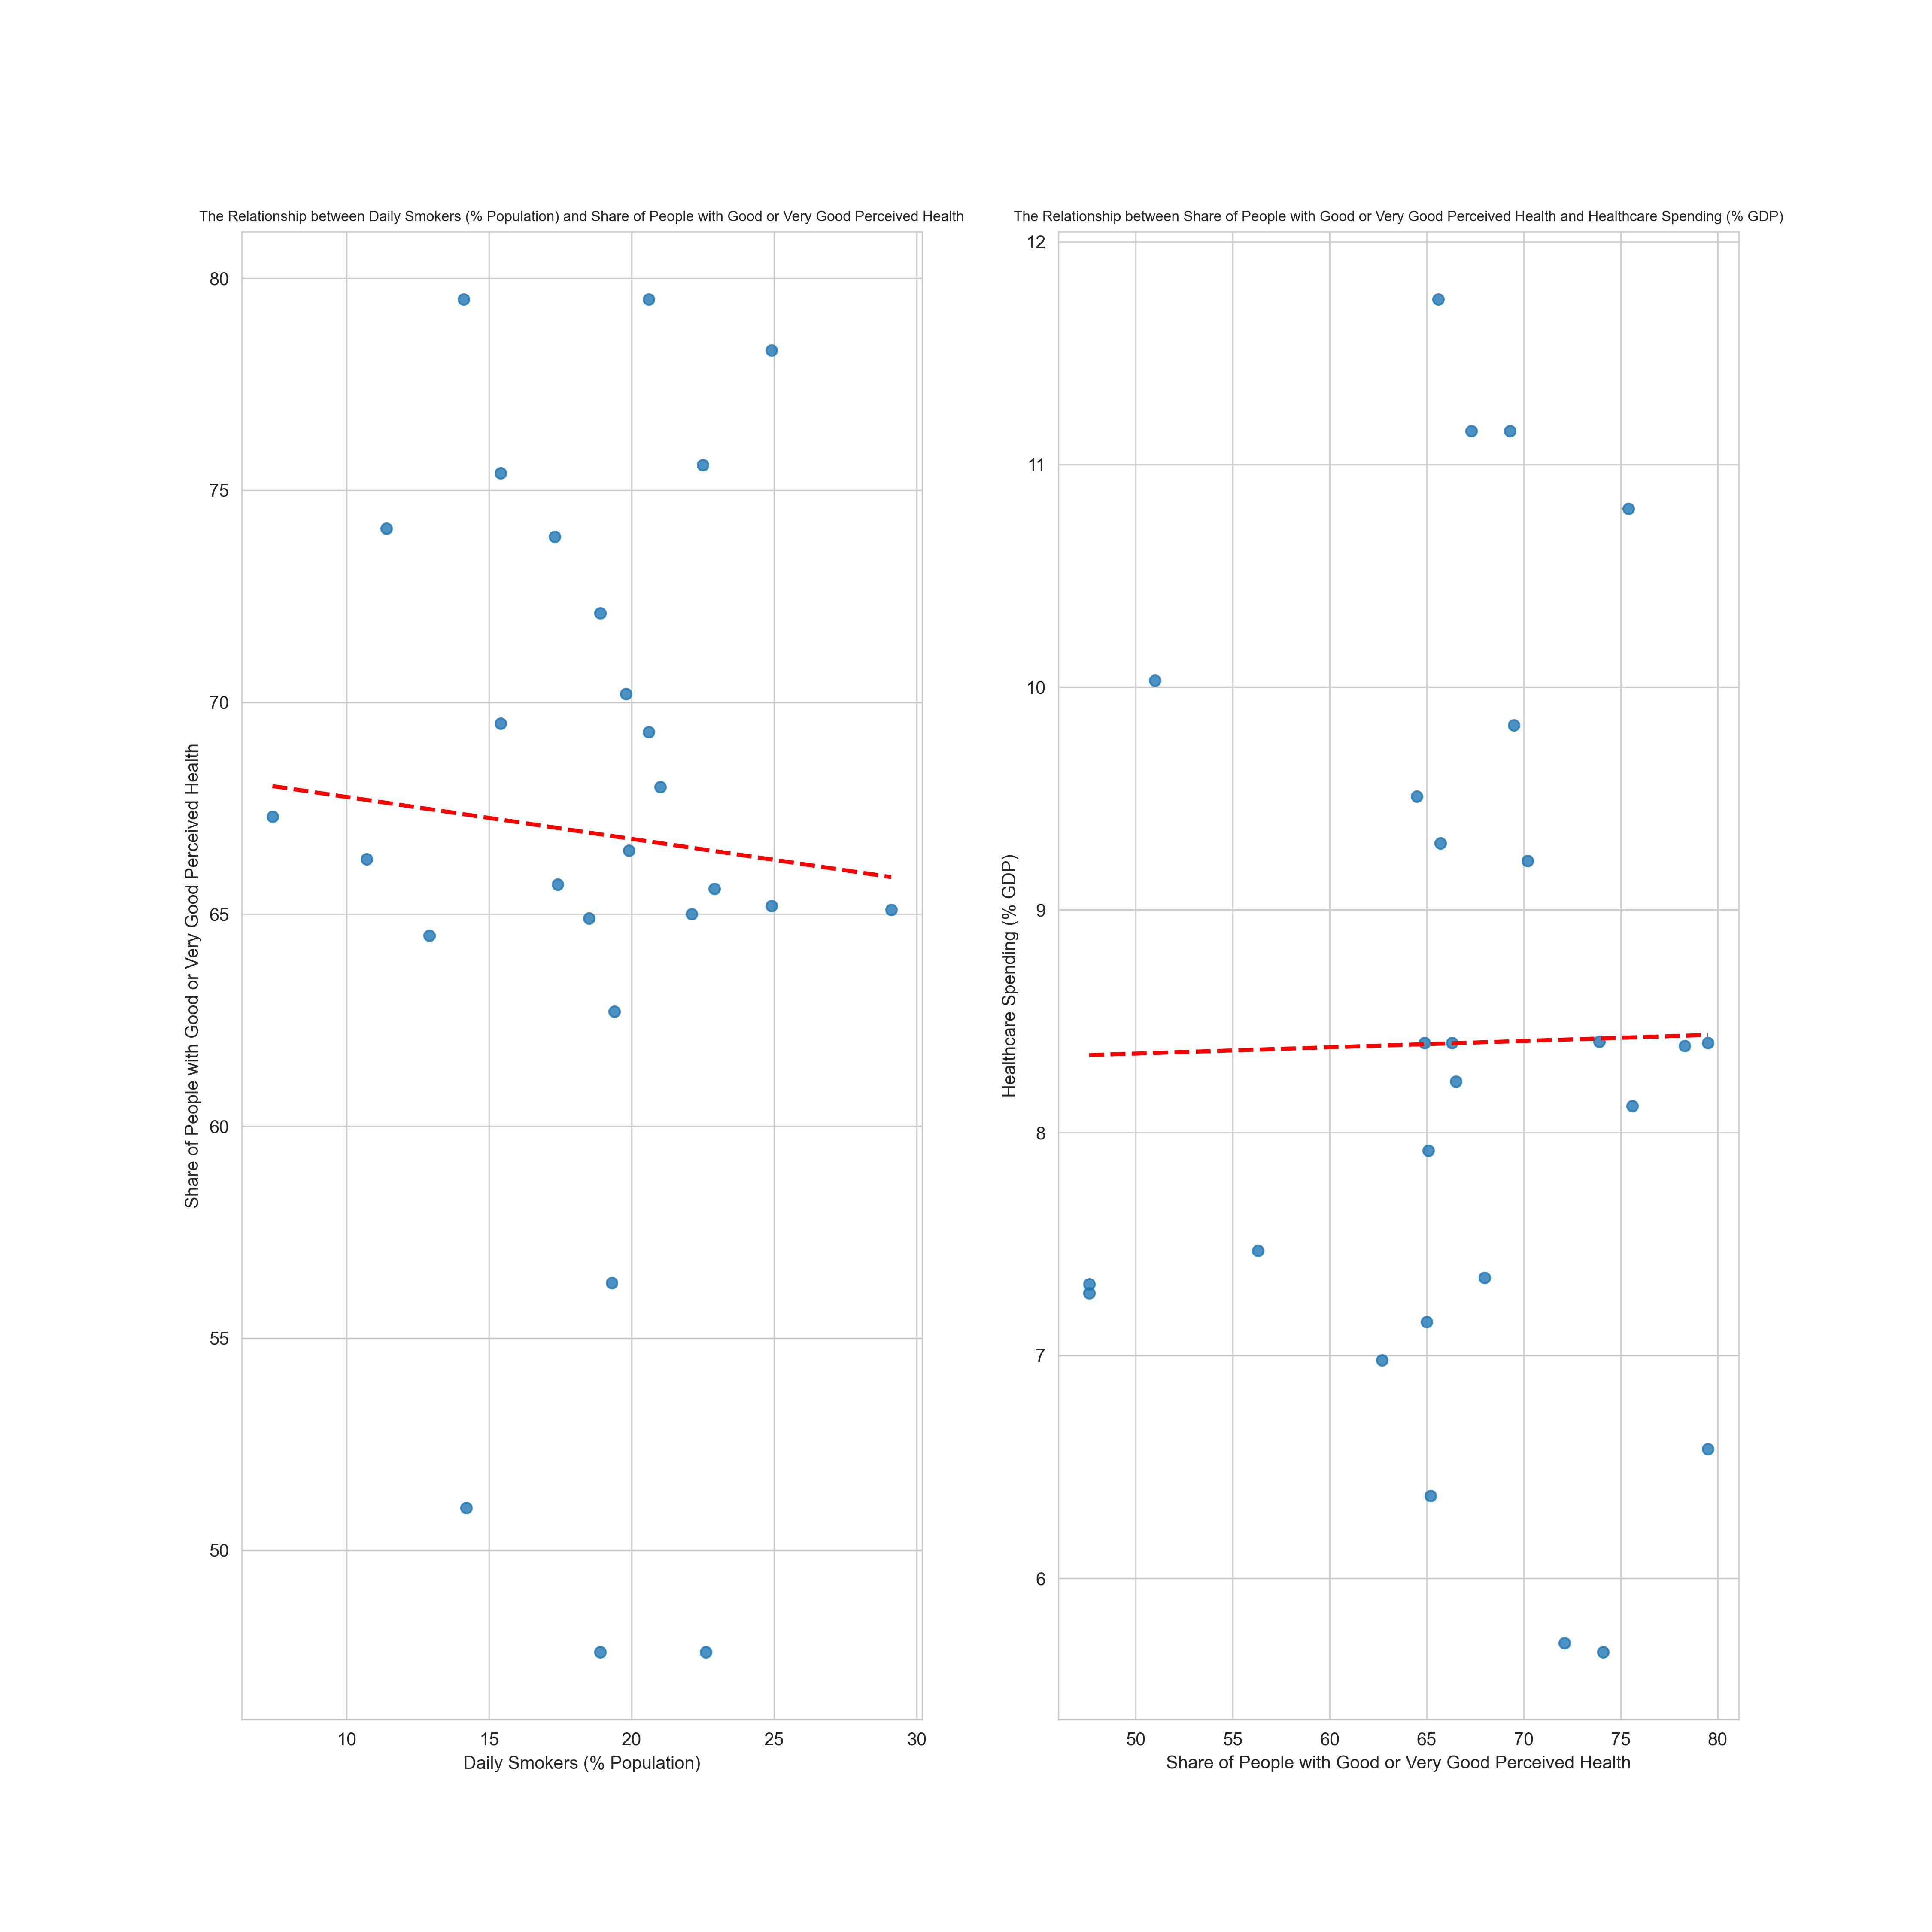 The Relationship between Daily Smokers (% Population) and Share of People with Good or Very Good Perceived Health
80
75
70
65
60
55
50
Share of People with Good or Very Good Perceived Health
10 15 20 25 30
Daily Smokers (% Population)
The Relationship between Share of People with Good or Very Good Perceived Health and Healthcare Spending (% GDP)
12
11
10
9
8
7
6
Healthcare Spending (% GDP)
50 55 60 65 70 75 80
Share of People with Good or Very Good Perceived Health